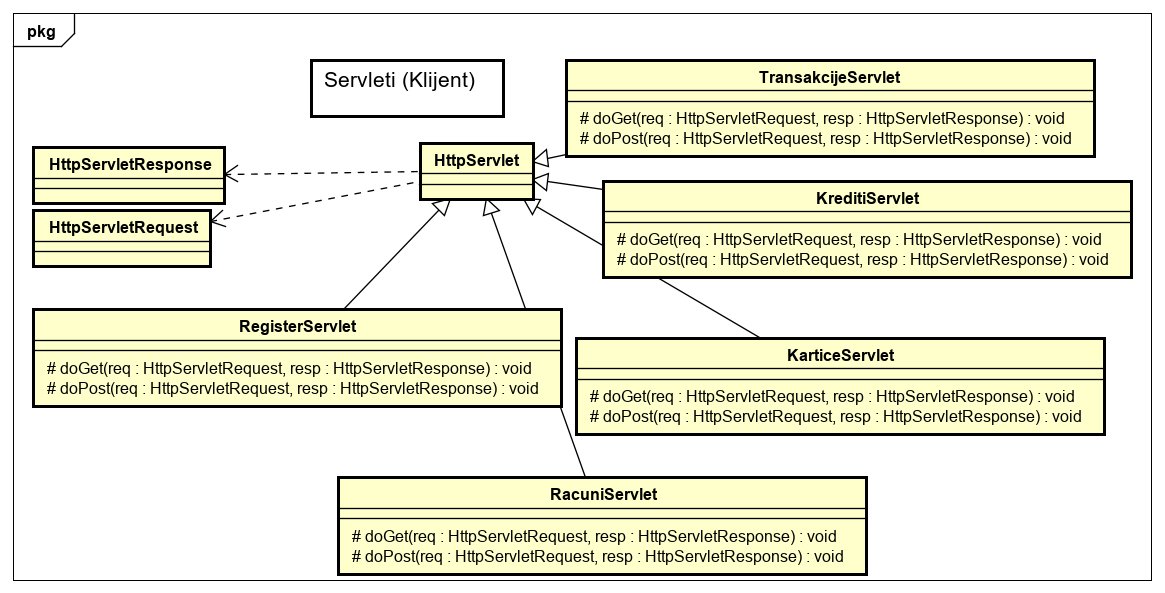 pkg
Servleti (Klijent)
TransakcijeServlet
# doGet(req : HttpServletRequest, resp : HttpServletResponse) : void
# doPost(req : HttpServletRequest, resp : HttpServletResponse) : void
HttpServletResponse
HttpServlet
HttpServletRequest
KreditiServlet
# doGet(req : HttpServletRequest, resp : HttpServletResponse) : void
# doPost(req : HttpServletRequest, resp : HttpServletResponse) : void
RegisterServlet
# doGet(req : HttpServletRequest, resp : HttpServletResponse) : void
# doPost(req : HttpServletRequest, resp : HttpServletResponse) : void
KarticeServlet
# doGet(req : HttpServletRequest, resp : HttpServletResponse) : void
# doPost(req : HttpServletRequest, resp : HttpServletResponse) : void
RacuniServlet
# doGet(req : HttpServletRequest, resp : HttpServletResponse) : void
# doPost(req : HttpServletRequest, resp : HttpServletResponse) : void